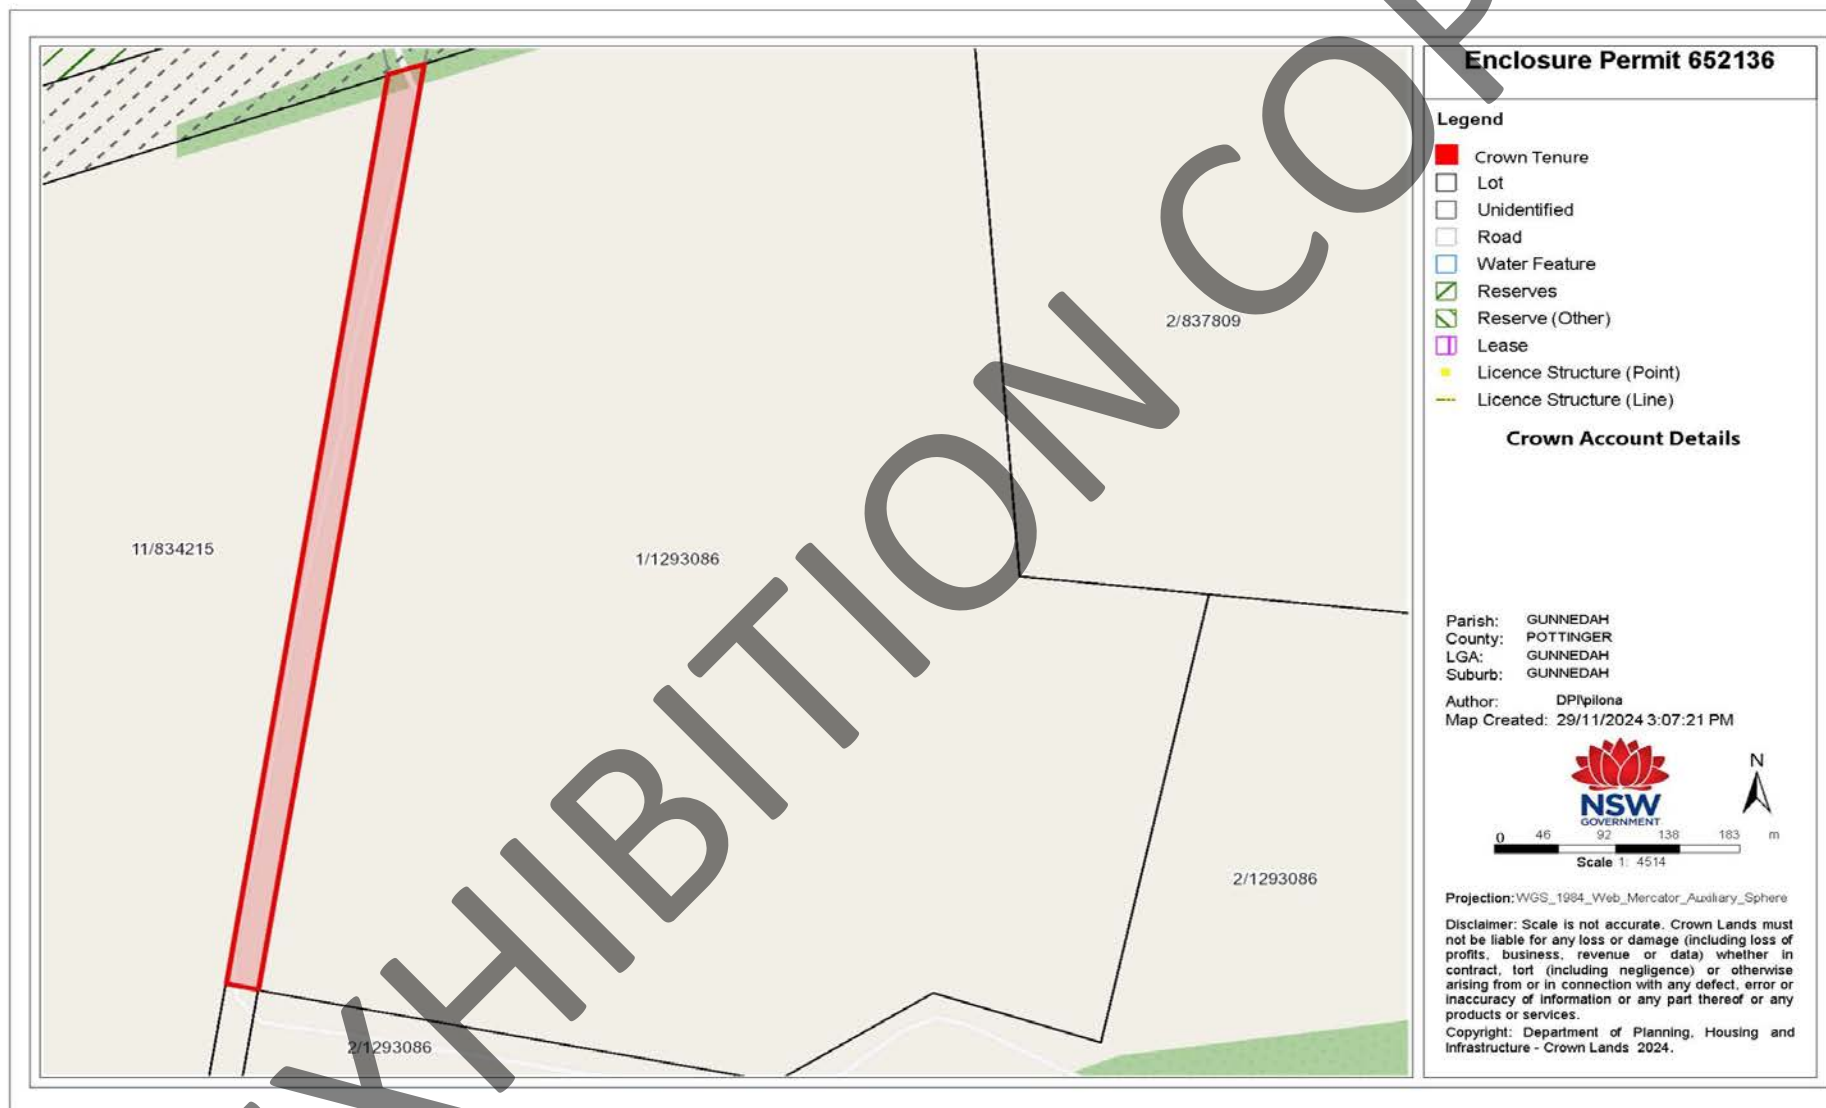 Enclosure Permit 652136
Legend
Crown Tenure
Lot
Unidentified
Road
Water Feature
Reserves
Reserve (Other)
Lease
Licence Structure (Point)
Licence Structure (Line)
Crown Account Details
Parish: GUNNEDAH
County: POTTINGER
LGA: GUNNEDAH
Suburb: GUNNEDAH
Author: DPI\pilona
Map Created: 29/11/2024 3:07:21 PM
NSW
GOVERNMENT
N
0 46 92 138 183 m
Scale 1: 4514
Projection: WGS_1984_Web_Mercator_Auxiliary_Sphere
Disclaimer: Scale is not accurate. Crown Lands must
not be liable for any loss or damage (including loss of
profits, business, revenue or data) whether in
contract, tort (including negligence) or otherwise
arising from or in connection with any defect, error or
inaccuracy of information or any part thereof or any
products or services.
Copyright: Department of Planning, Housing and
Infrastructure - Crown Lands 2024.
2/837809
11/834215
1/1293086
2/1293086
2/1293086
EXHIBITION COP